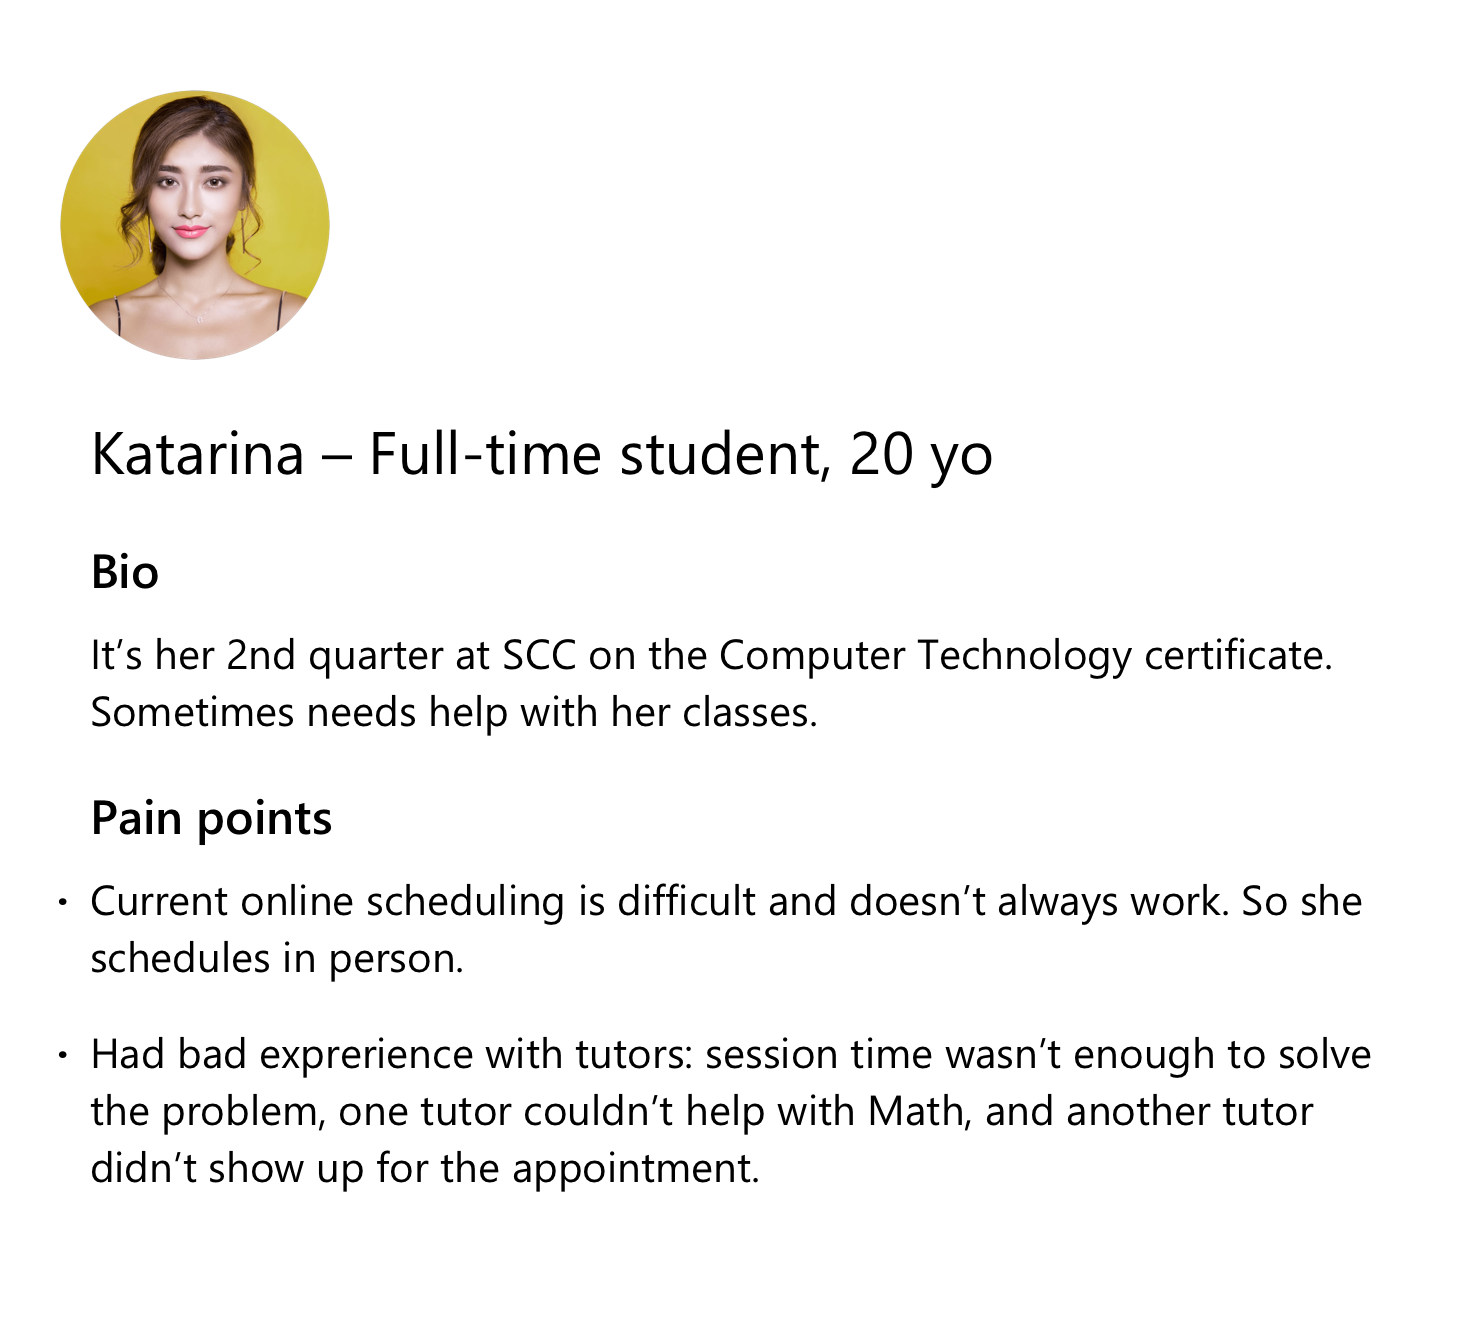 Katarina – Full-time student, 20 yo
Bio
It’s her 2nd quarter at SCC on the Computer Technology certificate.
Sometimes needs help with her classes.
Pain points
• Current online scheduling is difficult and doesn’t always work. So she
schedules in person.
• Had bad exprerience with tutors: session time wasn’t enough to solve
the problem, one tutor couldn’t help with Math, and another tutor
didn’t show up for the appointment.